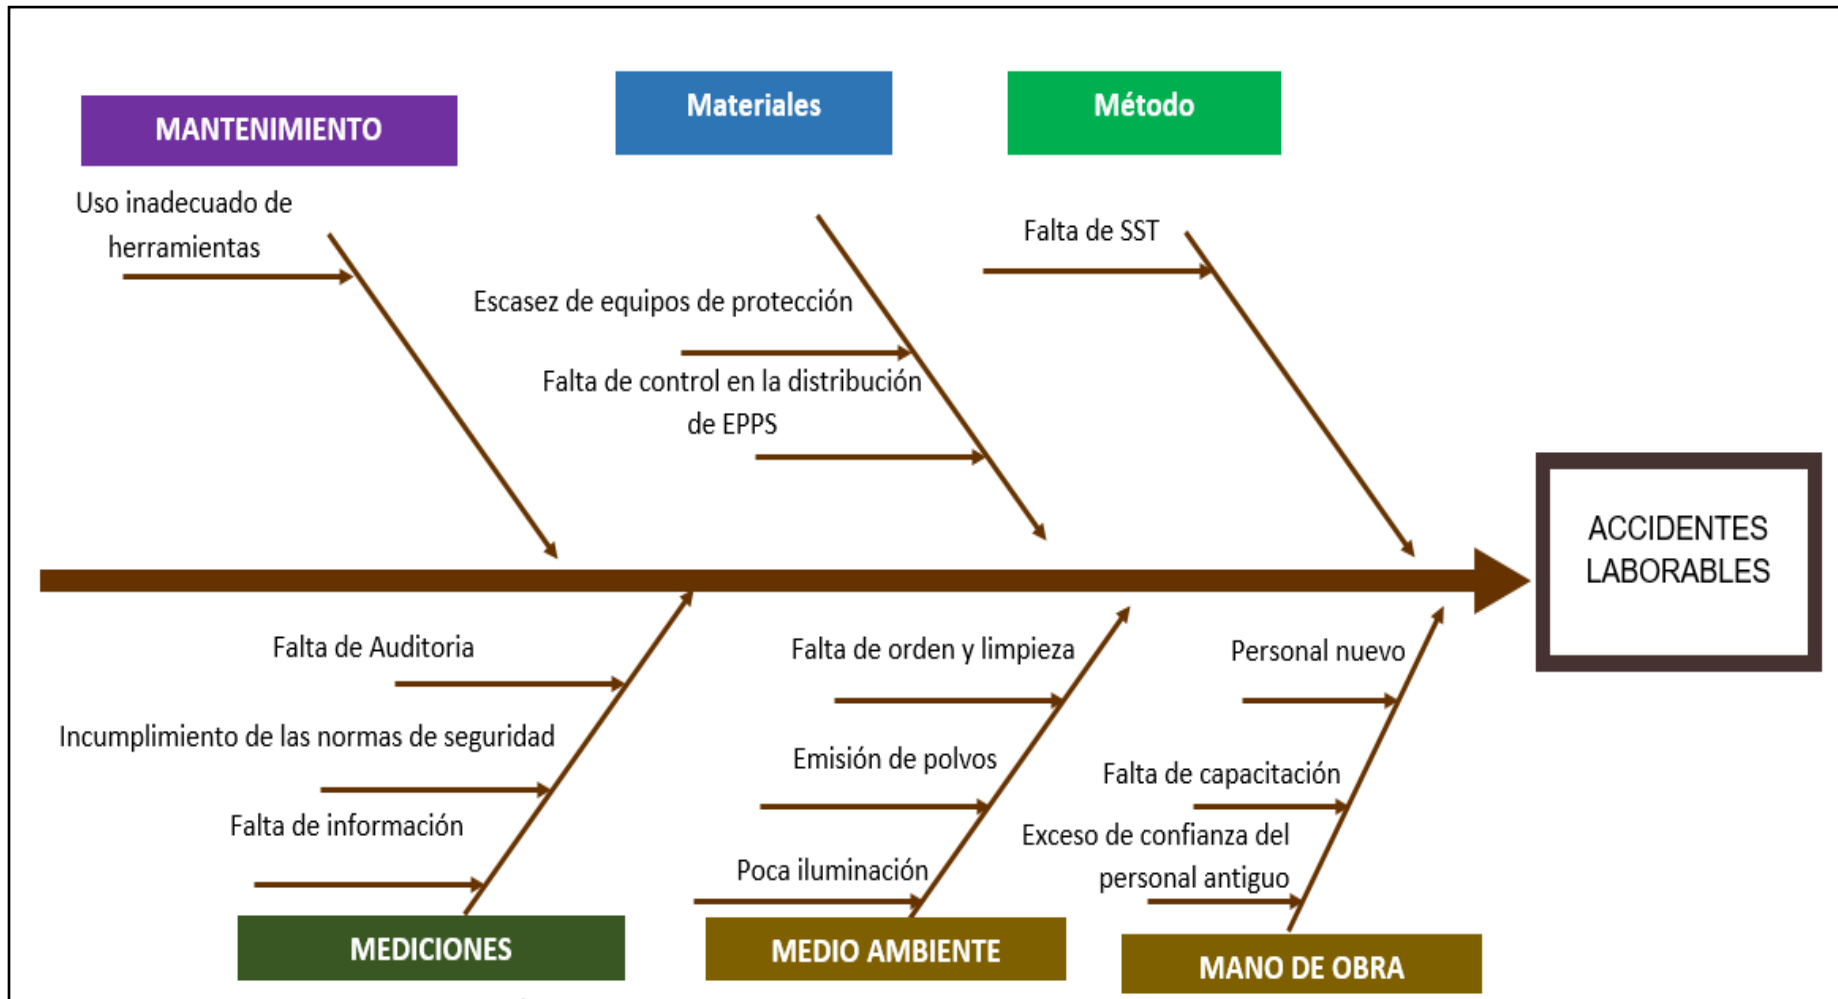 MANTENIMIENTO
Materiales
Método
Uso inadecuado de
herramientas
Falta de SST
Escasez de equipos de protección
Falta de control en la distribución
de EPPS
ACCIDENTES
LABORABLES
Falta de Auditoria
Incumplimiento de las normas de seguridad
Falta de información
Falta de orden y limpieza
Emisión de polvos
Poca iluminación
Personal nuevo
Falta de capacitación
Exceso de confianza del
personal antiguo
MEDICIONES
MEDIO AMBIENTE
MANO DE OBRA